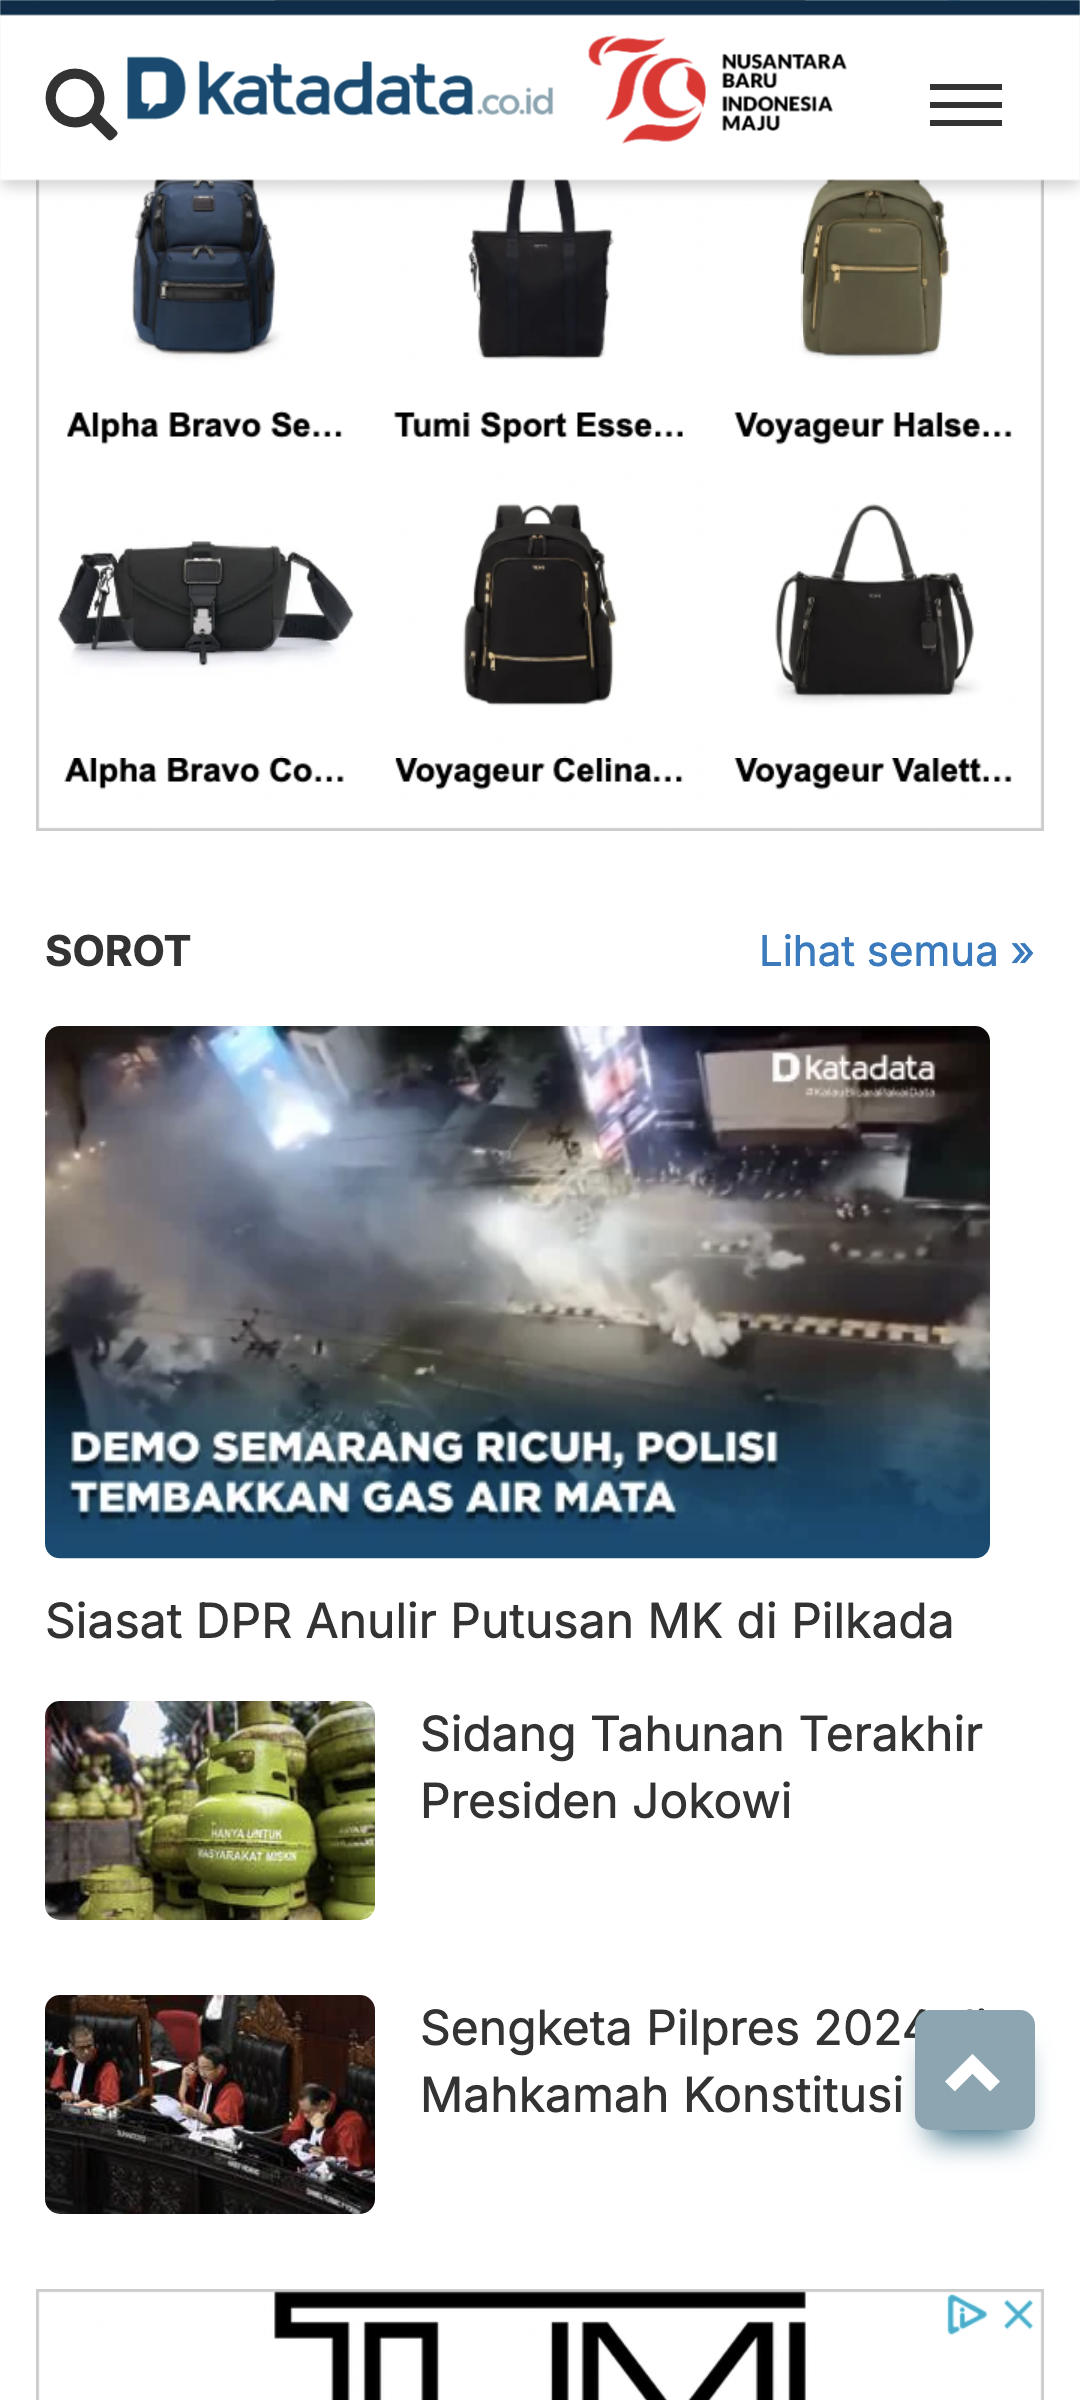 katadata.co.id
NUSANTARA
BARU
INDONESIA
MAJU
Alpha Bravo Se...
Tumi Sport Esse...
Voyageur Halse...
Alpha Bravo Co...
Voyageur Celina...
Voyageur Valett...
SOROT
Lihat semua »
katadata
#KalauBicaraPakaiData
DEMO SEMARANG RICUH, POLISI
TEMBAKKAN GAS AIR MATA
Siasat DPR Anulir Putusan MK di Pilkada
HANYA UNTUK
MASYARAKAT MISKIN
Sidang Tahunan Terakhir
Presiden Jokowi
Sengketa Pilpres 2024
Mahkamah Konstitusi
TUMI